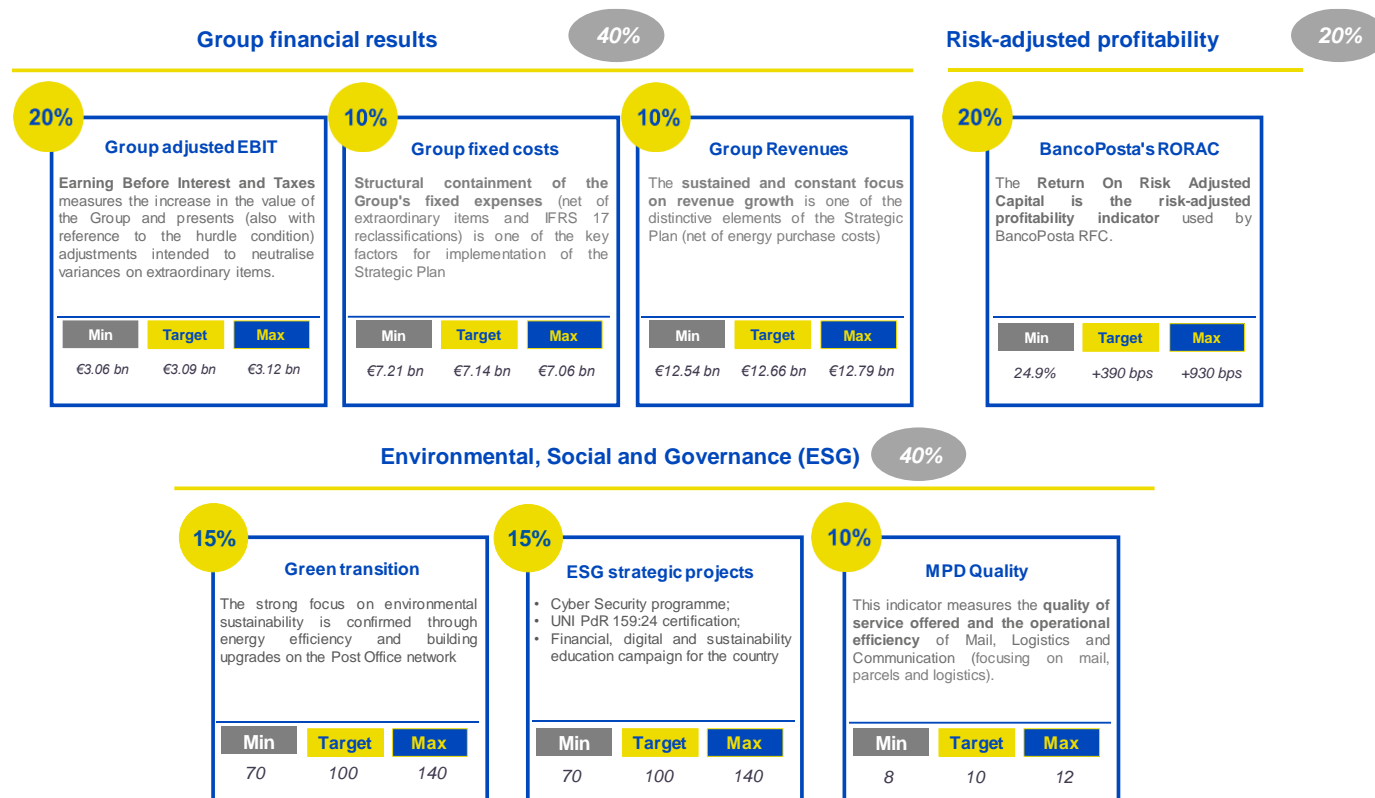 Group financial results
40%
Risk-adjusted profitability
20%
20%
Group adjusted EBIT
Earning Before Interest and Taxes
measures the increase in the value of
the Group and presents (also with
reference to the hurdle condition)
adjustments intended to neutralise
variances on extraordinary items.
Min Target Max
€3.06 bn €3.09 bn €3.12 bn
10%
Group fixed costs
Structural containment of the
Group's fixed expenses (net of
extraordinary items and IFRS 17
reclassifications) is one of the key
factors for implementation of the
Strategic Plan
Min Target Max
€7.21 bn €7.14 bn €7.06 bn
10%
Group Revenues
The sustained and constant focus
on revenue growth is one of the
distinctive elements of the Strategic
Plan (net of energy purchase costs)
Min Target Max
€12.54 bn €12.66 bn €12.79 bn
20%
BancoPosta's RORAC
The Return On Risk Adjusted
Capital is the risk-adjusted
profitability indicator used by
BancoPosta RFC.
Min Target Max
24.9% +390 bps +930 bps
Environmental, Social and Governance (ESG)
40%
15%
Green transition
The strong focus on environmental
sustainability is confirmed through
energy efficiency and building
upgrades on the Post Office network
Min Target Max
70 100 140
15%
ESG strategic projects
• Cyber Security programme;
• UNI PdR 159:24 certification;
• Financial, digital and sustainability
education campaign for the country
Min Target Max
70 100 140
10%
MPD Quality
This indicator measures the quality of
service offered and the operational
efficiency of Mail, Logistics and
Communication (focusing on mail,
parcels and logistics).
Min Target Max
8 10 12